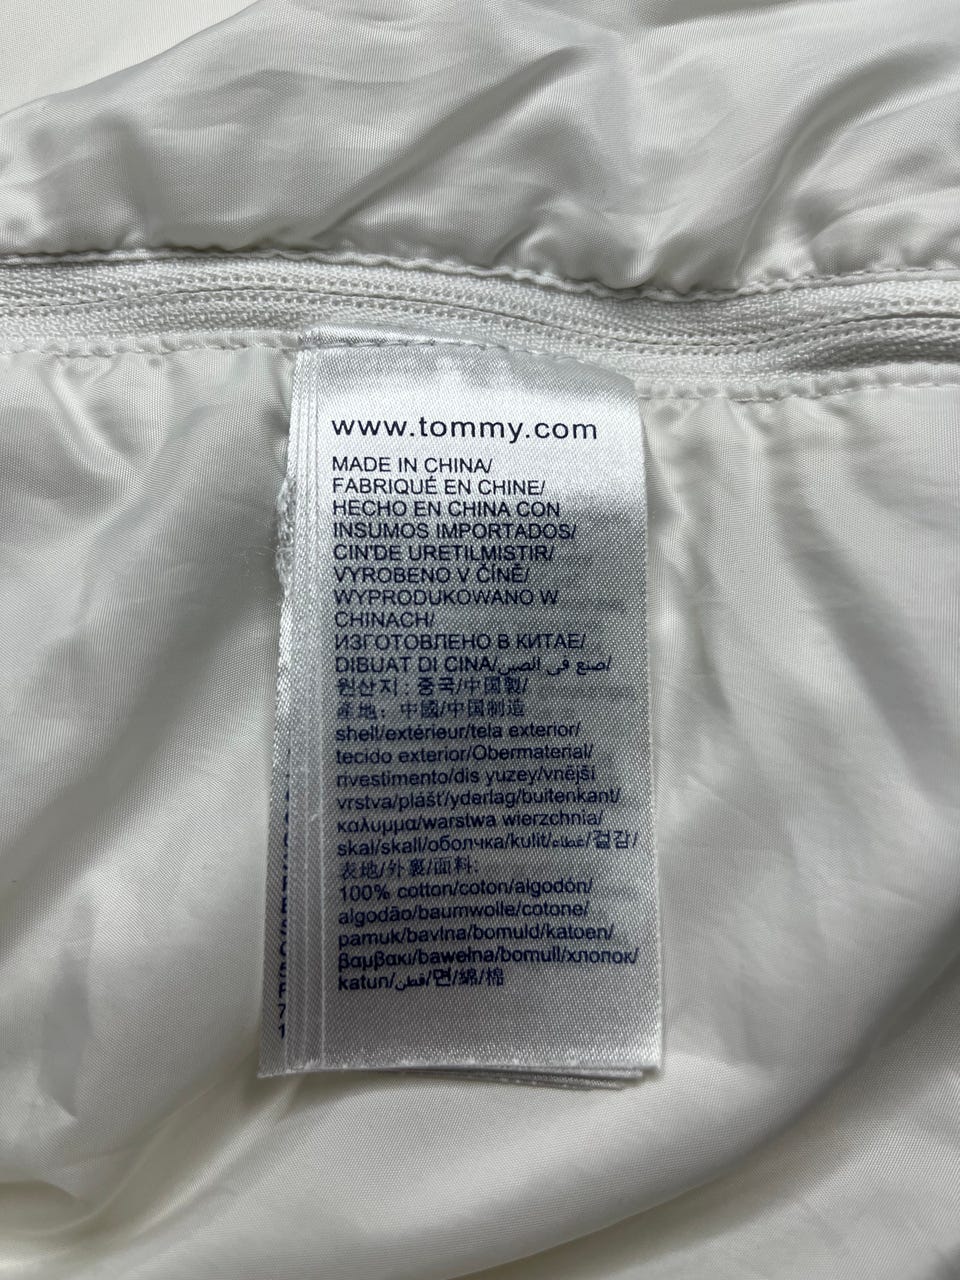 www.tommy.com
MADE IN CHINA/
FABRIQUÉ EN CHINE/
HECHO EN CHINA CON
INSUMOS IMPORTADOS/
CIN'DE URETILMISTIR/
VYROBENO V ČÍNĚ/
WYPRODUKOWANO W
CHINACH/
ИЗГОТОВЛЕНО В КИТАЕ/
DIBUAT DI CINA/صنع في الصين/
원산지 : 중국/中国製/
産地： 中國/中国制造
shell/extérieur/tela exterior/
tecido exterior/Obermaterial/
rivestimento/dis yuzey/vnější
vrstva/plášť/yderlag/buitenkant/
καλυμμα/warstwa wierzchnia/
skal/skall/оболчка/kulit/غطاء/겉감/
表地/外裏/面料:
100% cotton/coton/algodón/
algodão/baumwolle/cotone/
pamuk/bavlna/bomuld/katoen/
βαμβακι/bawełna/bomull/хлопок/
katun/قطن/면/綿/棉